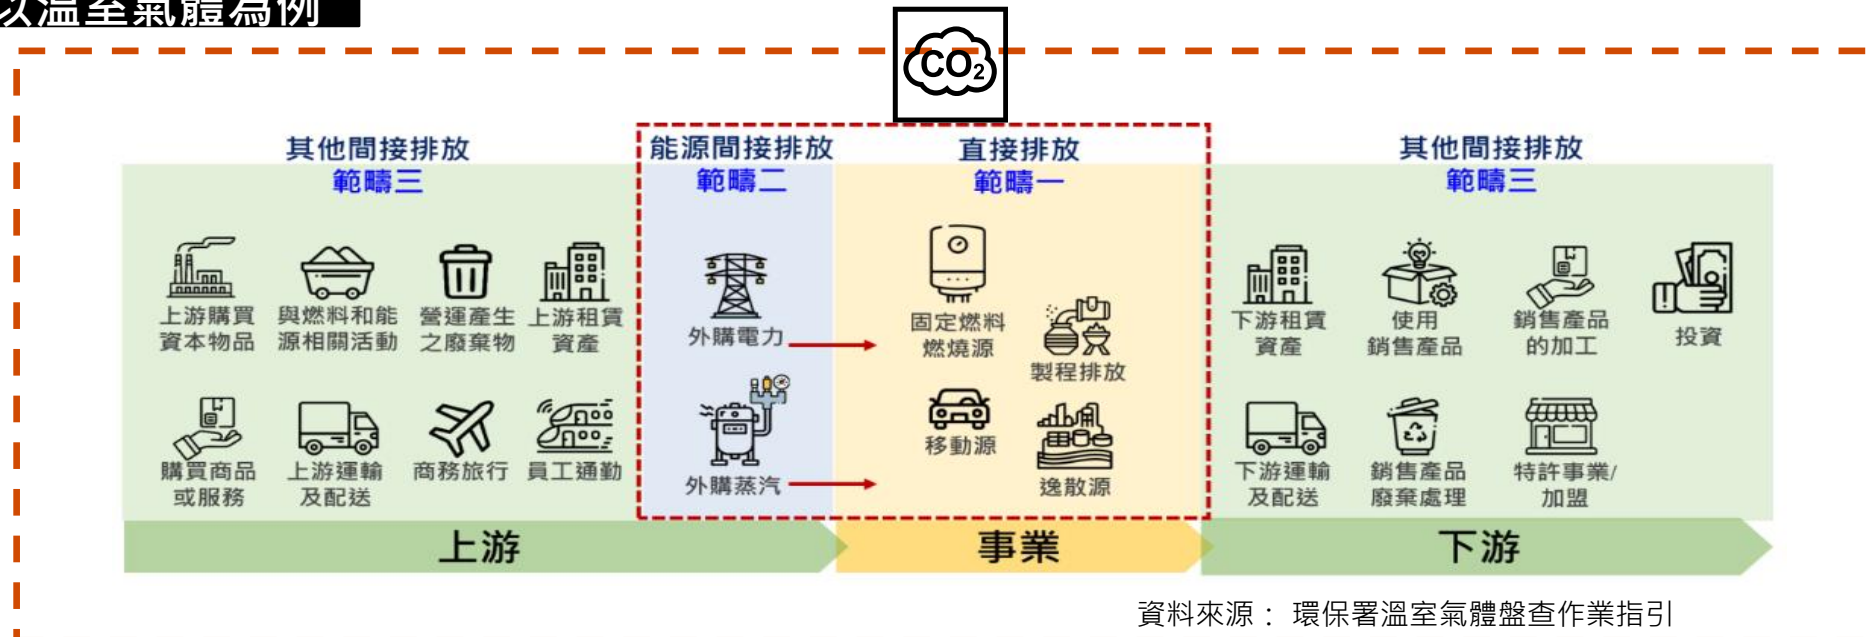 以溫室氣體為例
CO2
其他間接排放
範疇三
能源間接排放
範疇二
直接排放
範疇一
其他間接排放
範疇三
上游購買
資本物品
與燃料和能
源相關活動
營運產生
之廢棄物
上游租賃
資產
購買商品
或服務
上游運輸
及配送
商務旅行
員工通勤
外購電力
外購蒸汽
固定燃料
燃燒源
製程排放
移動源
逸散源
下游租賃
資產
使用
銷售產品
銷售產品
的加工
投資
下游運輸
及配送
銷售產品
廢棄處理
特許事業/
加盟
上游
事業
下游
資料來源： 環保署溫室氣體盤查作業指引